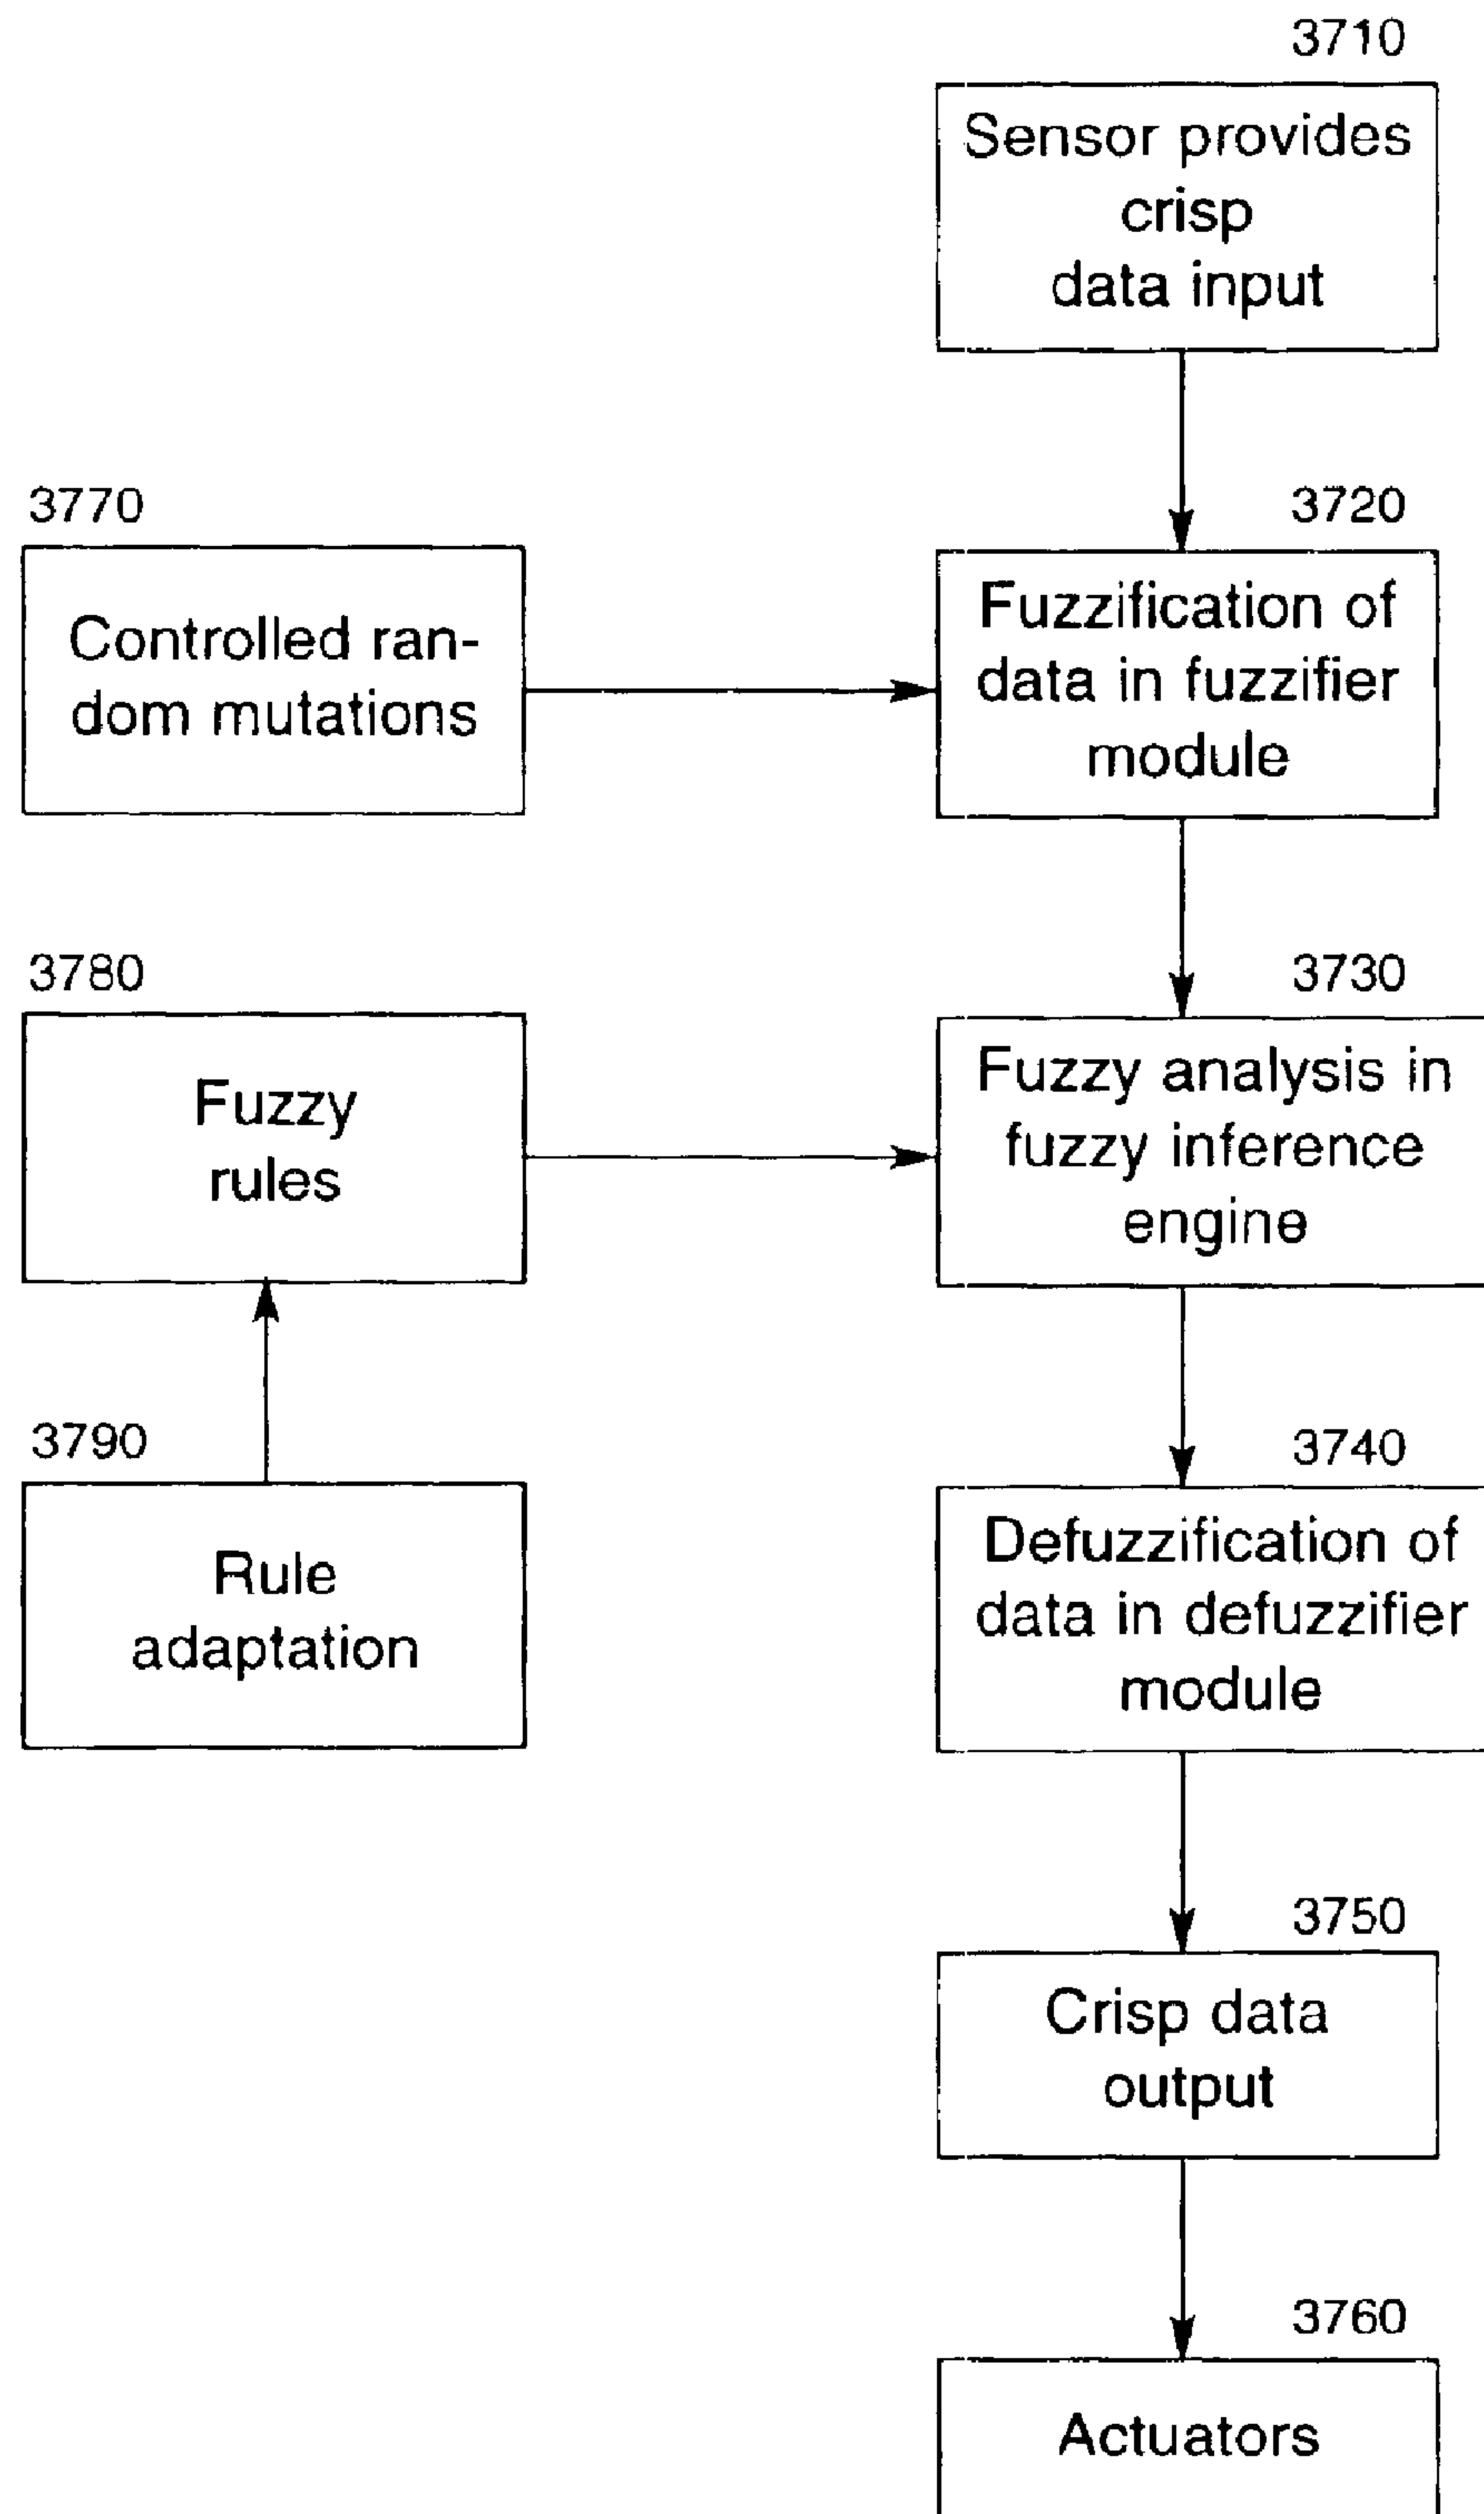 3710
Sensor provides
crisp
data input
3770
Controlled ran-
dom mutations
3720
Fuzzification of
data in fuzzifier
module
3780
Fuzzy
rules
3730
Fuzzy analysis in
fuzzy inference
engine
3790
Rule
adaptation
3740
Defuzzification of
data in defuzzifier
module
3750
Crisp data
output
3760
Actuators